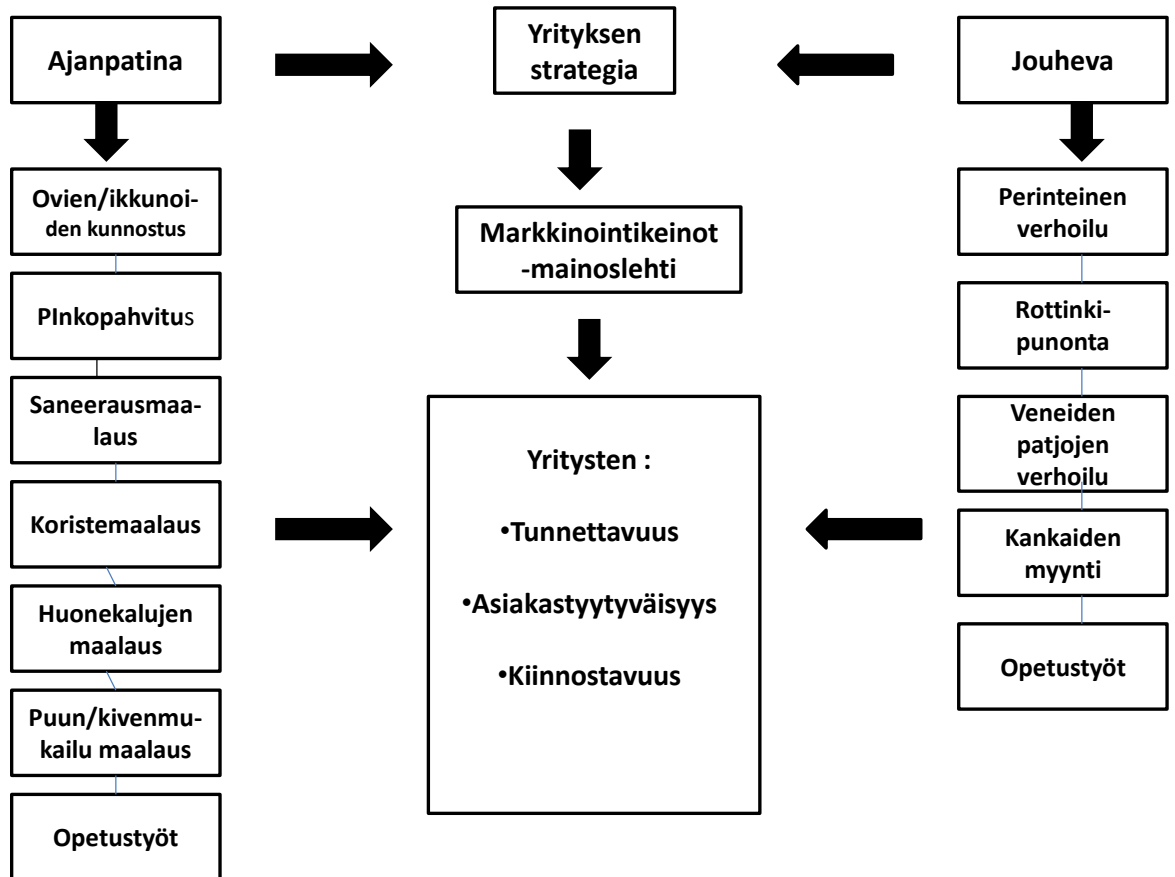 Ajanpatina
Ovien/ikkunoi-
den kunnostus
PInkopahvitus
Saneerausmaa-
laus
Koristemaalaus
Huonekalujen
maalaus
Puun/kivenmu-
kailu maalaus
Opetustyöt
Yrityksen
strategia
Markkinointikeinot
-mainoslehti
Yritysten :
•Tunnettavuus
•Asiakastyytyväisyys
•Kiinnostavuus
Jouheva
Perinteinen
verhoilu
Rottinki-
punonta
Veneiden
patjojen
verhoilu
Kankaiden
myynti
Opetustyöt